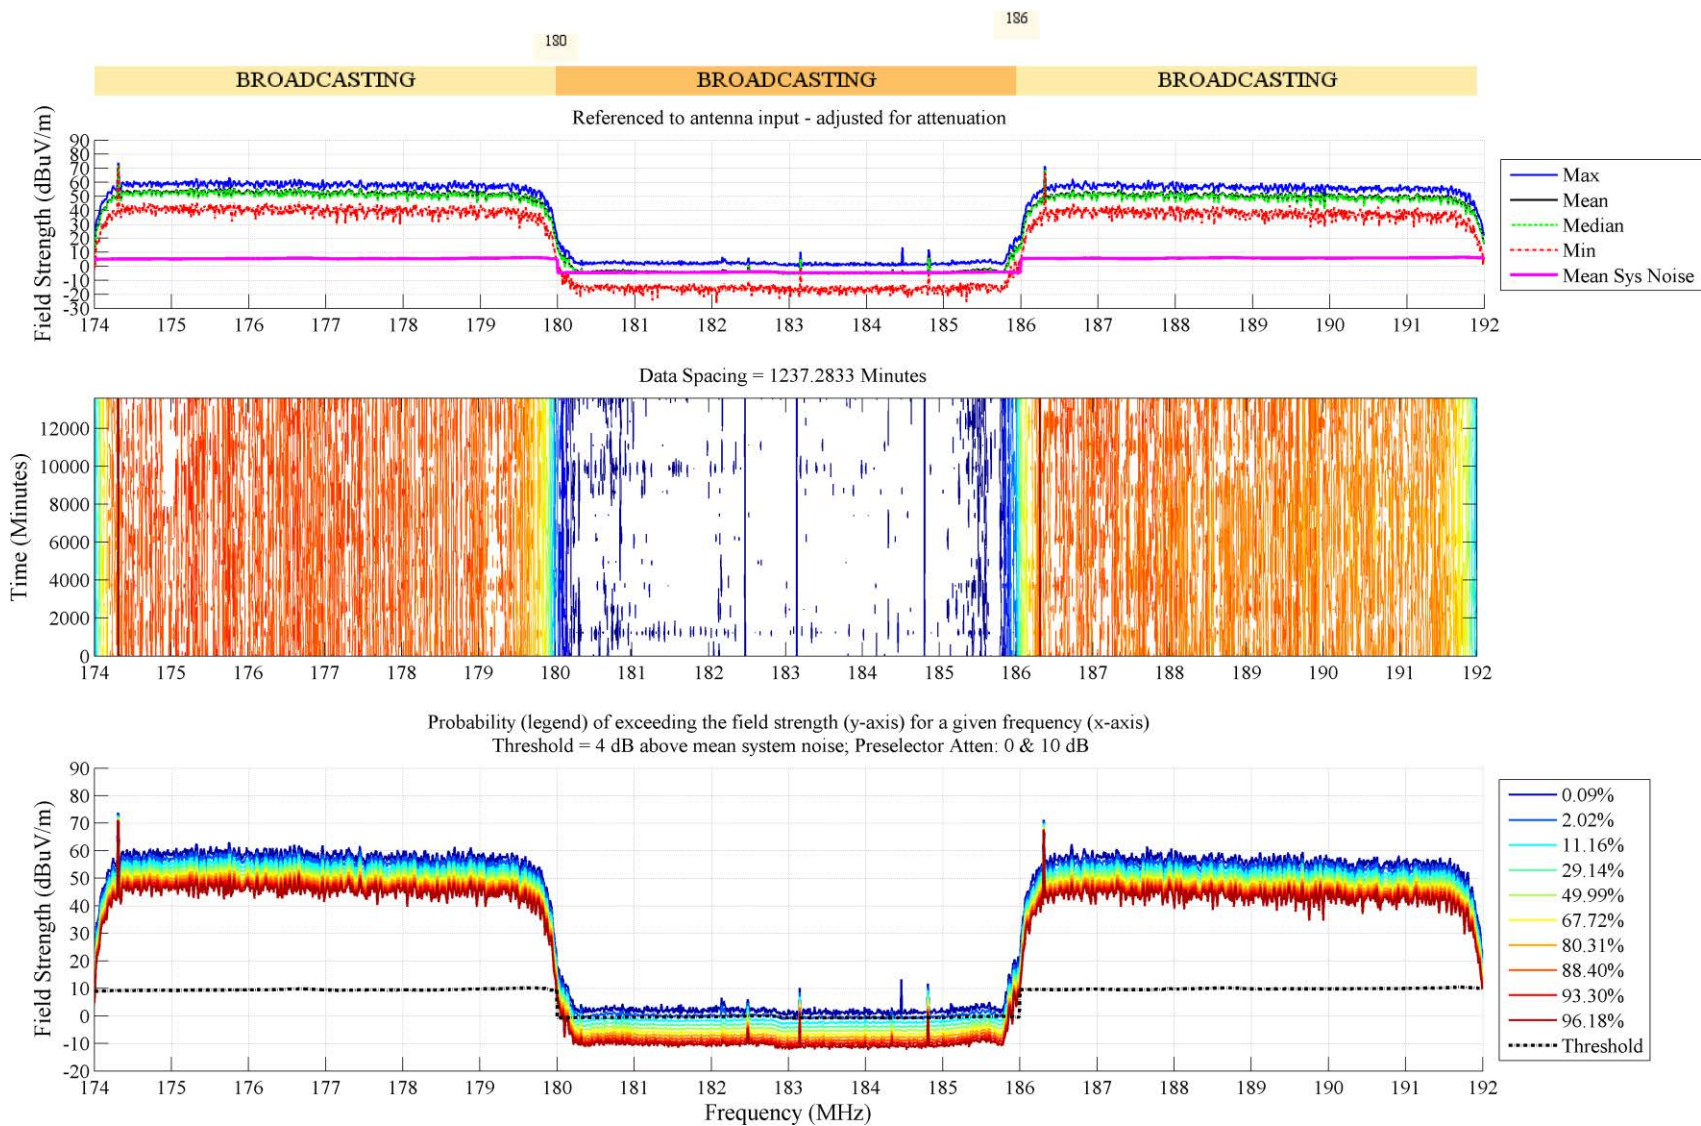 186
180
BROADCASTING BROADCASTING BROADCASTING
Referenced to antenna input - adjusted for attenuation
Field Strength (dBuV/m)
90
80
70
60
50
40
30
20
10
0
-10
-20
-30
174 175 176 177 178 179 180 181 182 183 184 185 186 187 188 189 190 191 192
Max
Mean
Median
Min
Mean Sys Noise
Data Spacing = 1237.2833 Minutes
Time (Minutes)
12000
10000
8000
6000
4000
2000
0
174 175 176 177 178 179 180 181 182 183 184 185 186 187 188 189 190 191 192
Probability (legend) of exceeding the field strength (y-axis) for a given frequency (x-axis)
Threshold = 4 dB above mean system noise; Preselector Atten: 0 & 10 dB
Field Strength (dBuV/m)
90
80
70
60
50
40
30
20
10
0
-10
-20
174 175 176 177 178 179 180 181 182 183 184 185 186 187 188 189 190 191 192
Frequency (MHz)
0.09%
2.02%
11.16%
29.14%
49.99%
67.72%
80.31%
88.40%
93.30%
96.18%
Threshold